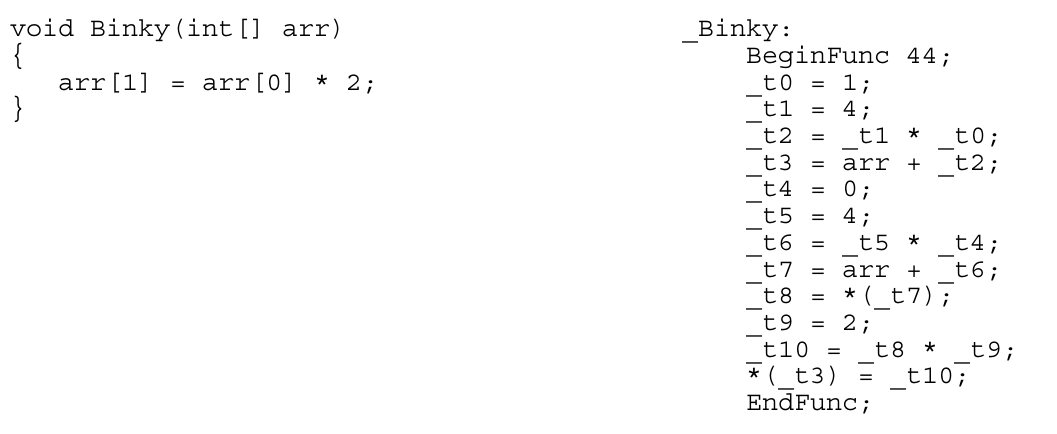 void Binky(int[] arr)
{
   arr[1] = arr[0] * 2;
}
_Binky:
    BeginFunc 44;
    _t0 = 1;
    _t1 = 4;
    _t2 = _t1 * _t0;
    _t3 = arr + _t2;
    _t4 = 0;
    _t5 = 4;
    _t6 = _t5 * _t4;
    _t7 = arr + _t6;
    _t8 = *(_t7);
    _t9 = 2;
    _t10 = _t8 * _t9;
    *(_t3) = _t10;
    EndFunc;